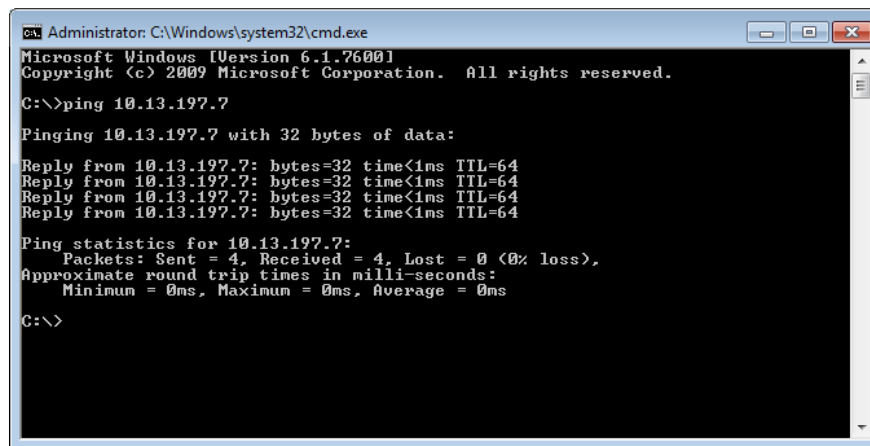 Administrator: C:\Windows\system32\cmd.exe
Microsoft Windows [Version 6.1.7600]
Copyright (c) 2009 Microsoft Corporation.  All rights reserved.
C:\>ping 10.13.197.7
Pinging 10.13.197.7 with 32 bytes of data:
Reply from 10.13.197.7: bytes=32 time<1ms TTL=64
Reply from 10.13.197.7: bytes=32 time<1ms TTL=64
Reply from 10.13.197.7: bytes=32 time<1ms TTL=64
Reply from 10.13.197.7: bytes=32 time<1ms TTL=64
Ping statistics for 10.13.197.7:
    Packets: Sent = 4, Received = 4, Lost = 0 (0% loss),
Approximate round trip times in milli-seconds:
    Minimum = 0ms, Maximum = 0ms, Average = 0ms
C:\>